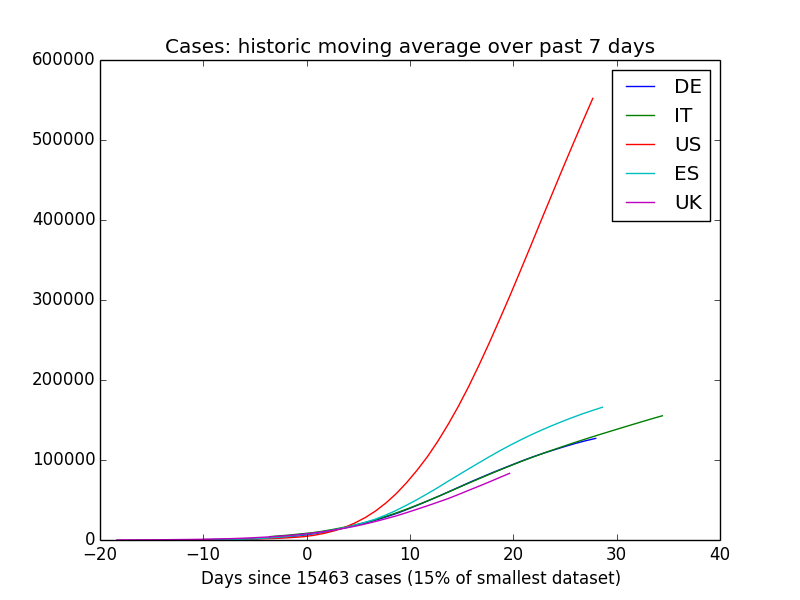 Cases: historic moving average over past 7 days
600000
500000
400000
300000
200000
100000
0
−20
−10
0
10
20
30
40
Days since 15463 cases (15% of smallest dataset)
DE
IT
US
ES
UK